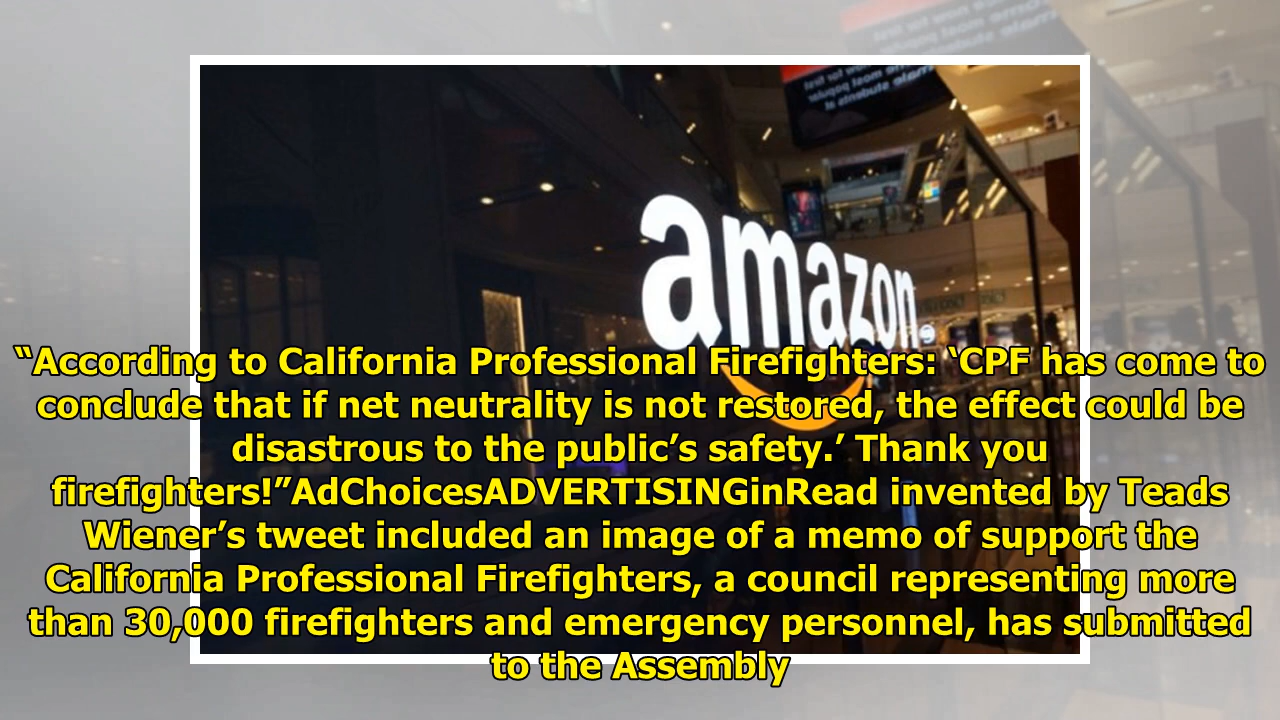 amazon
“According to California Professional Firefighters: ‘CPF has come to
conclude that if net neutrality is not restored, the effect could be
disastrous to the public’s safety.’ Thank you
firefighters!”AdChoicesADVERTISINGinRead invented by Teads
Wiener’s tweet included an image of a memo of support the
California Professional Firefighters, a council representing more
than 30,000 firefighters and emergency personnel, has submitted
to the Assembly